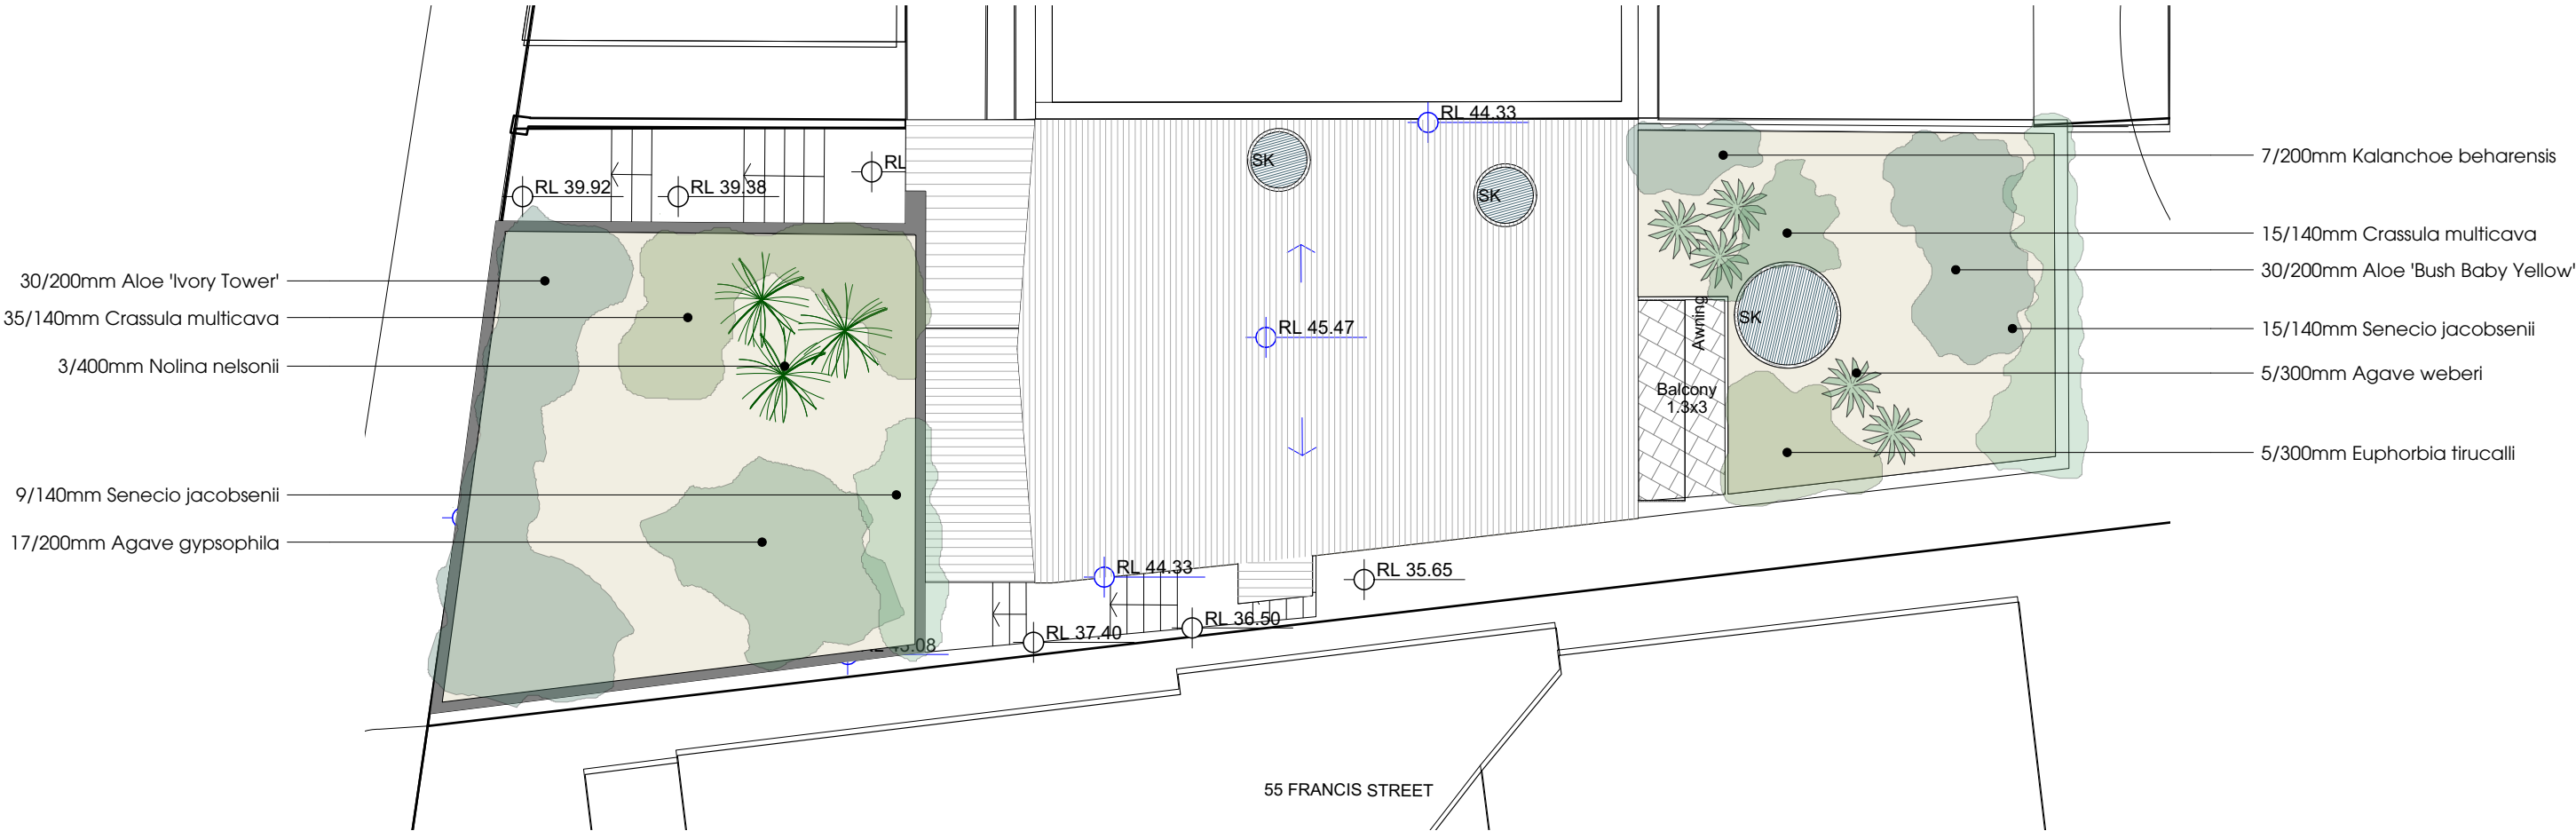 RL 44.33
7/200mm Kalanchoe beharensis
SK
RL
RL 39.92
RL 39.38
SK
15/140mm Crassula multicava
30/200mm Aloe 'Bush Baby Yellow'
30/200mm Aloe 'Ivory Tower'
35/140mm Crassula multicava
SK
Awning
RL 45.47
15/140mm Senecio jacobsenii
3/400mm Nolina nelsonii
5/300mm Agave weberi
Balcony
1.3x3
5/300mm Euphorbia tirucalli
9/140mm Senecio jacobsenii
17/200mm Agave gypsophila
RL 44.33
RL 35.65
RL 36.50
RL 37.40
55 FRANCIS STREET